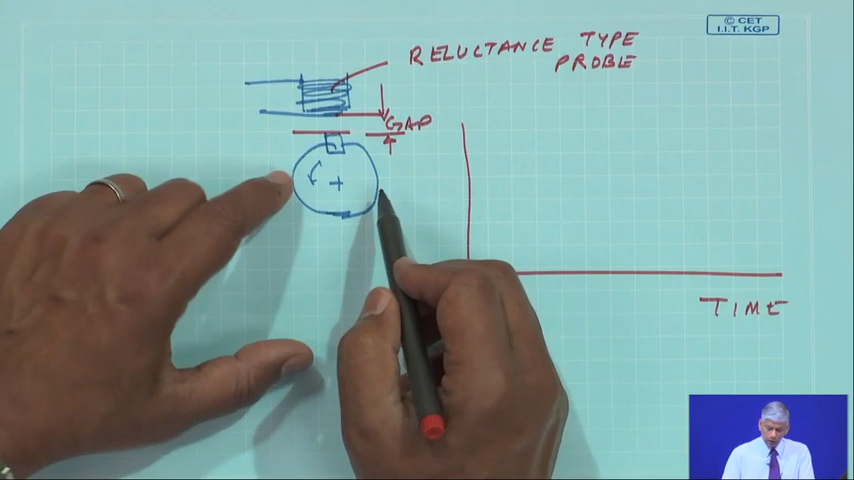 © CET
I.I.T. KGP
RELUCTANCE TYPE
PROBE
GAP
TIME